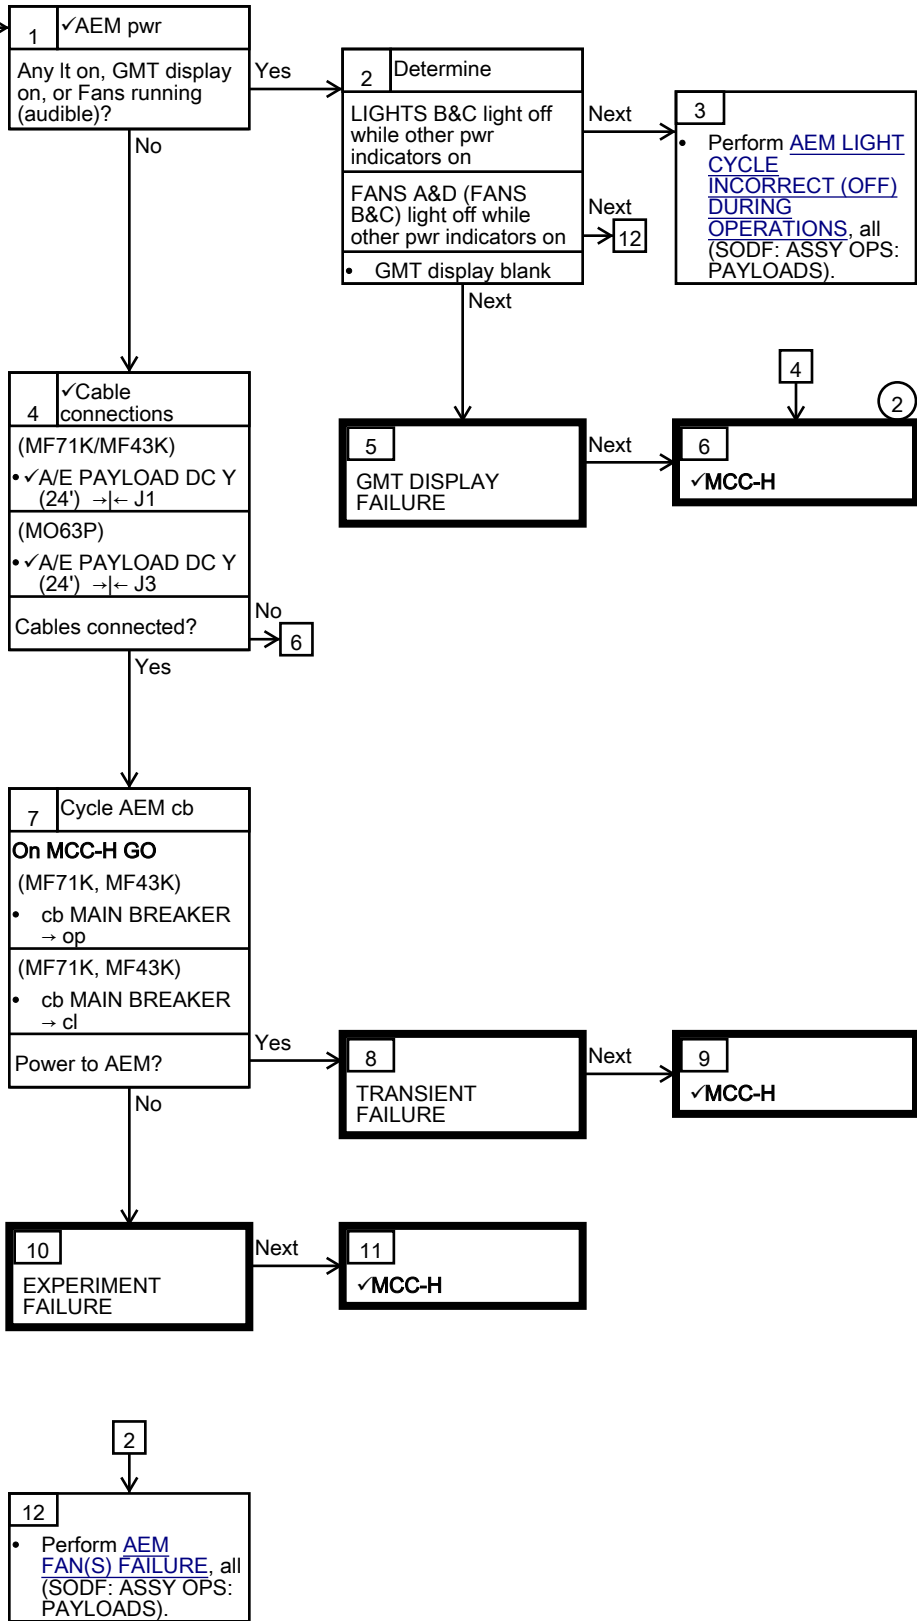 1
✓AEM pwr
Any lt on, GMT display
on, or Fans running
(audible)?
Yes
No
2
Determine
LIGHTS B&C light off
while other pwr
indicators on
Next
FANS A&D (FANS
B&C) light off while
other pwr indicators on
Next
12
• GMT display blank
Next
3
• Perform AEM LIGHT
CYCLE
INCORRECT (OFF)
DURING
OPERATIONS, all
(SODF: ASSY OPS:
PAYLOADS).
4
✓Cable
connections
(MF71K/MF43K)
• ✓A/E PAYLOAD DC Y
(24') →|← J1
(MO63P)
• ✓A/E PAYLOAD DC Y
(24') →|← J3
Cables connected?
No
6
Yes
5
GMT DISPLAY
FAILURE
Next
4
2
6
✓MCC-H
7
Cycle AEM cb
On MCC-H GO
(MF71K, MF43K)
• cb MAIN BREAKER
→ op
(MF71K, MF43K)
• cb MAIN BREAKER
→ cl
Power to AEM?
Yes
No
8
TRANSIENT
FAILURE
Next
9
✓MCC-H
10
EXPERIMENT
FAILURE
Next
11
✓MCC-H
2
12
• Perform AEM
FAN(S) FAILURE, all
(SODF: ASSY OPS:
PAYLOADS).